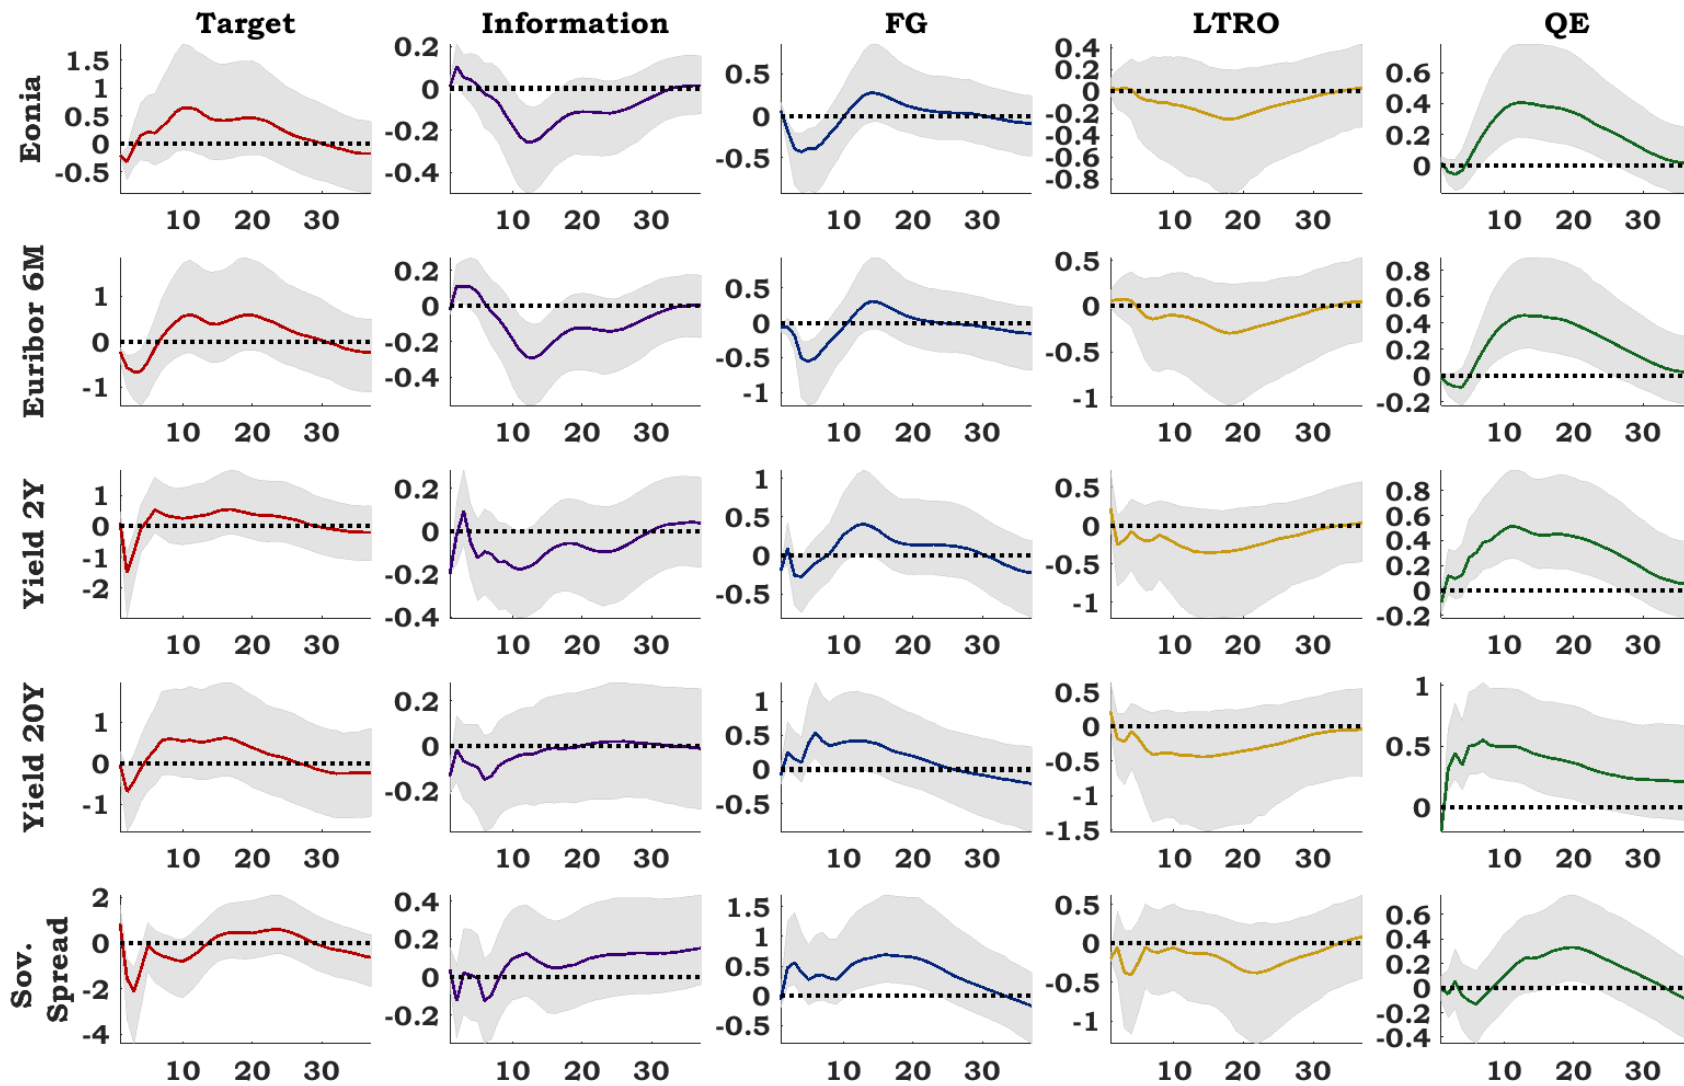 Target Information FG LTRO QE
Eonia
1.5 1 0.5 0 -0.5
10 20 30
0.2 0 -0.2 -0.4
10 20 30
0.5 0 -0.5
10 20 30
0.4 0.2 0 -0.2 -0.4 -0.6 -0.8
10 20 30
0.6 0.4 0.2 0
10 20 30
Euribor 6M
1 0 -1
10 20 30
0.2 0 -0.2 -0.4
10 20 30
0.5 0 -0.5 -1
10 20 30
0.5 0 -0.5 -1
10 20 30
0.8 0.6 0.4 0.2 0 -0.2
10 20 30
Yield 2Y
1 0 -1 -2
10 20 30
0.2 0 -0.2 -0.4
10 20 30
1 0.5 0 -0.5
10 20 30
0.5 0 -0.5 -1
10 20 30
0.8 0.6 0.4 0.2 0 -0.2
10 20 30
Yield 20Y
1 0 -1
10 20 30
0.2 0 -0.2
10 20 30
1 0.5 0 -0.5
10 20 30
0.5 0 -0.5 -1 -1.5
10 20 30
1 0.5 0
10 20 30
Sov.
Spread
2 0 -2 -4
10 20 30
0.4 0.2 0 -0.2
10 20 30
1.5 1 0.5 0 -0.5
10 20 30
0.5 0 -0.5 -1
10 20 30
0.6 0.4 0.2 0 -0.2 -0.4
10 20 30